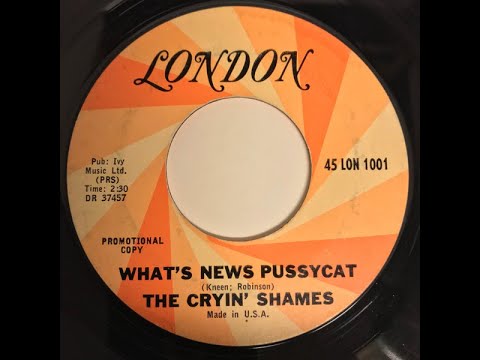 LONDON
Pub: Ivy
Music Ltd.
(PRS)
Time: 2:30
DR 37457
45 LON 1001
PROMOTIONAL
COPY
WHAT'S NEWS PUSSYCAT
(Kneen; Robinson)
THE CRYIN' SHAMES
Made in U.S.A.